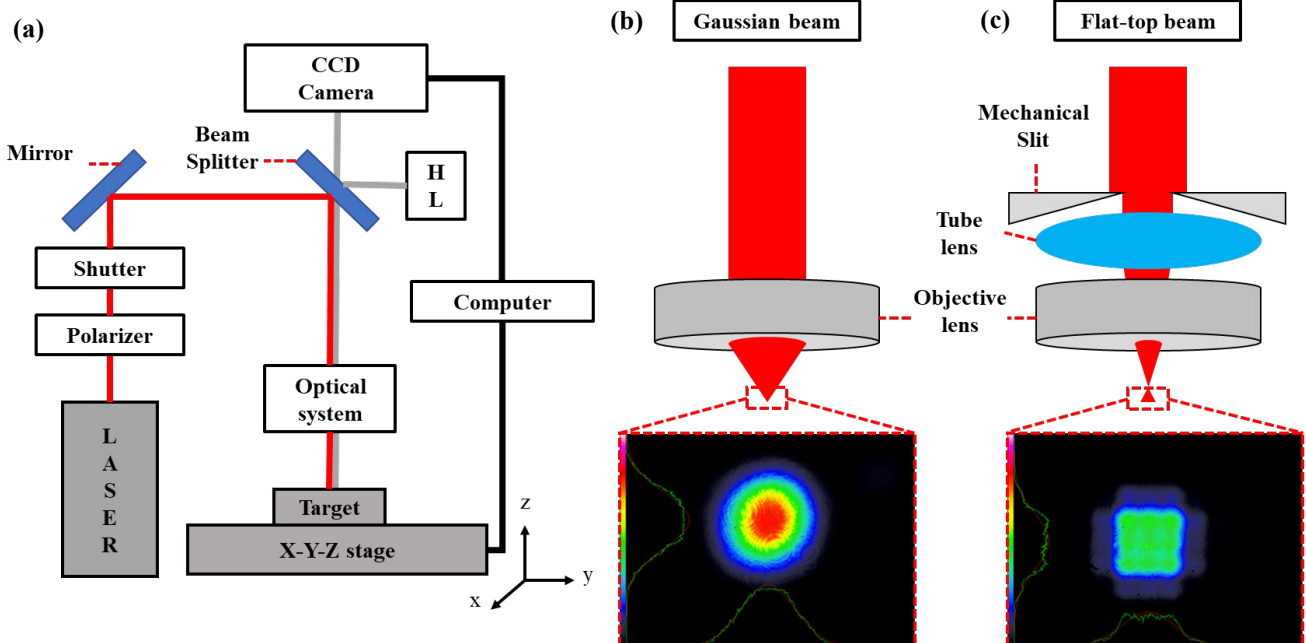 (a)
CCD
Camera
Mirror
Beam
Splitter
H
L
Shutter
Polarizer
Computer
Optical
system
L
A
S
E
R
Target
X-Y-Z stage
z
y
x
(b)
Gaussian beam
(c)
Flat-top beam
Mechanical
Slit
Tube
lens
Objective
lens